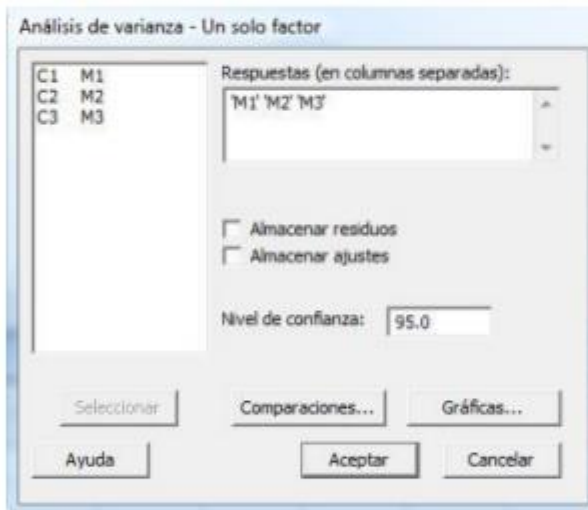 Análisis de varianza - Un solo factor
C1 M1
C2 M2
C3 M3
Respuestas (en columnas separadas):
'M1' 'M2' 'M3'
Almacenar residuos
Almacenar ajustes
Nivel de confianza: 95.0
Seleccionar
Comparaciones...
Gráficas...
Ayuda
Aceptar
Cancelar